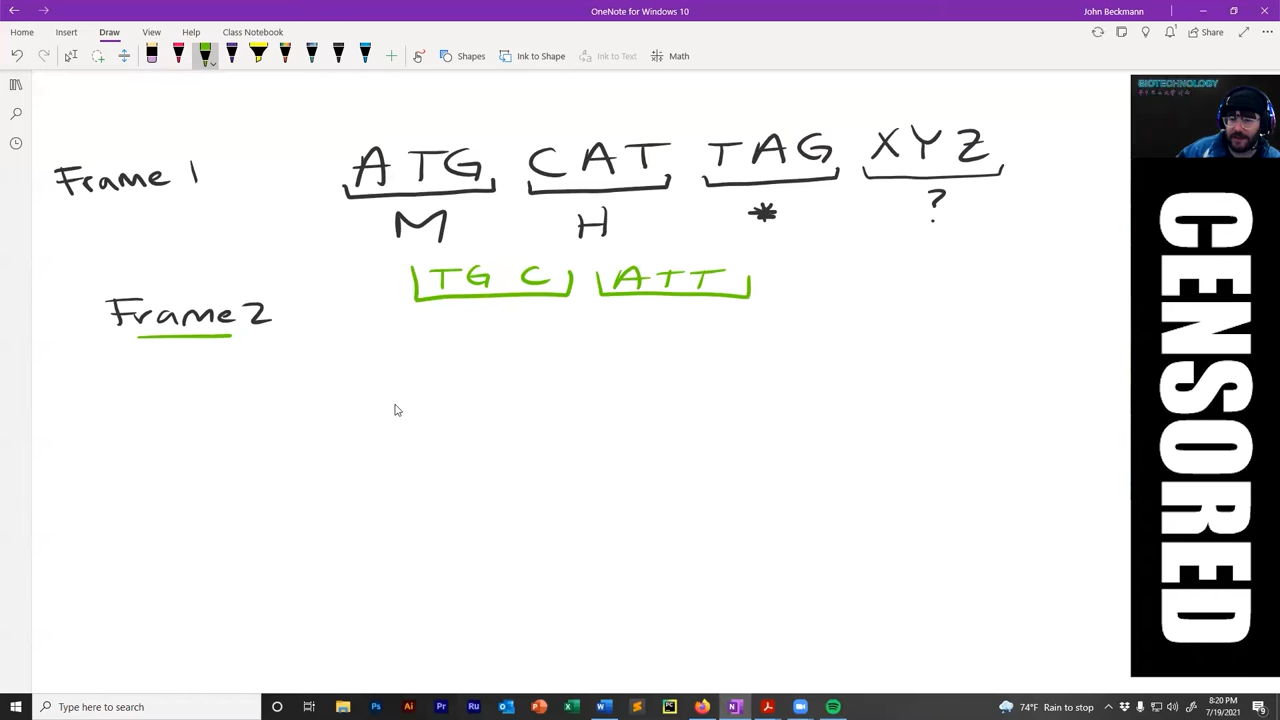 OneNote for Windows 10
John Beckmann
Home Insert Draw View Help Class Notebook
Share
Shapes Ink to Shape Ink to Text Math
BIOTECHNOLOGY
Frame 1 ATG CAT TAG XYZ
M H * ?
TGC ATT
Frame 2
CENSORED
Type here to search
74°F Rain to stop
8:20 PM
7/19/2021